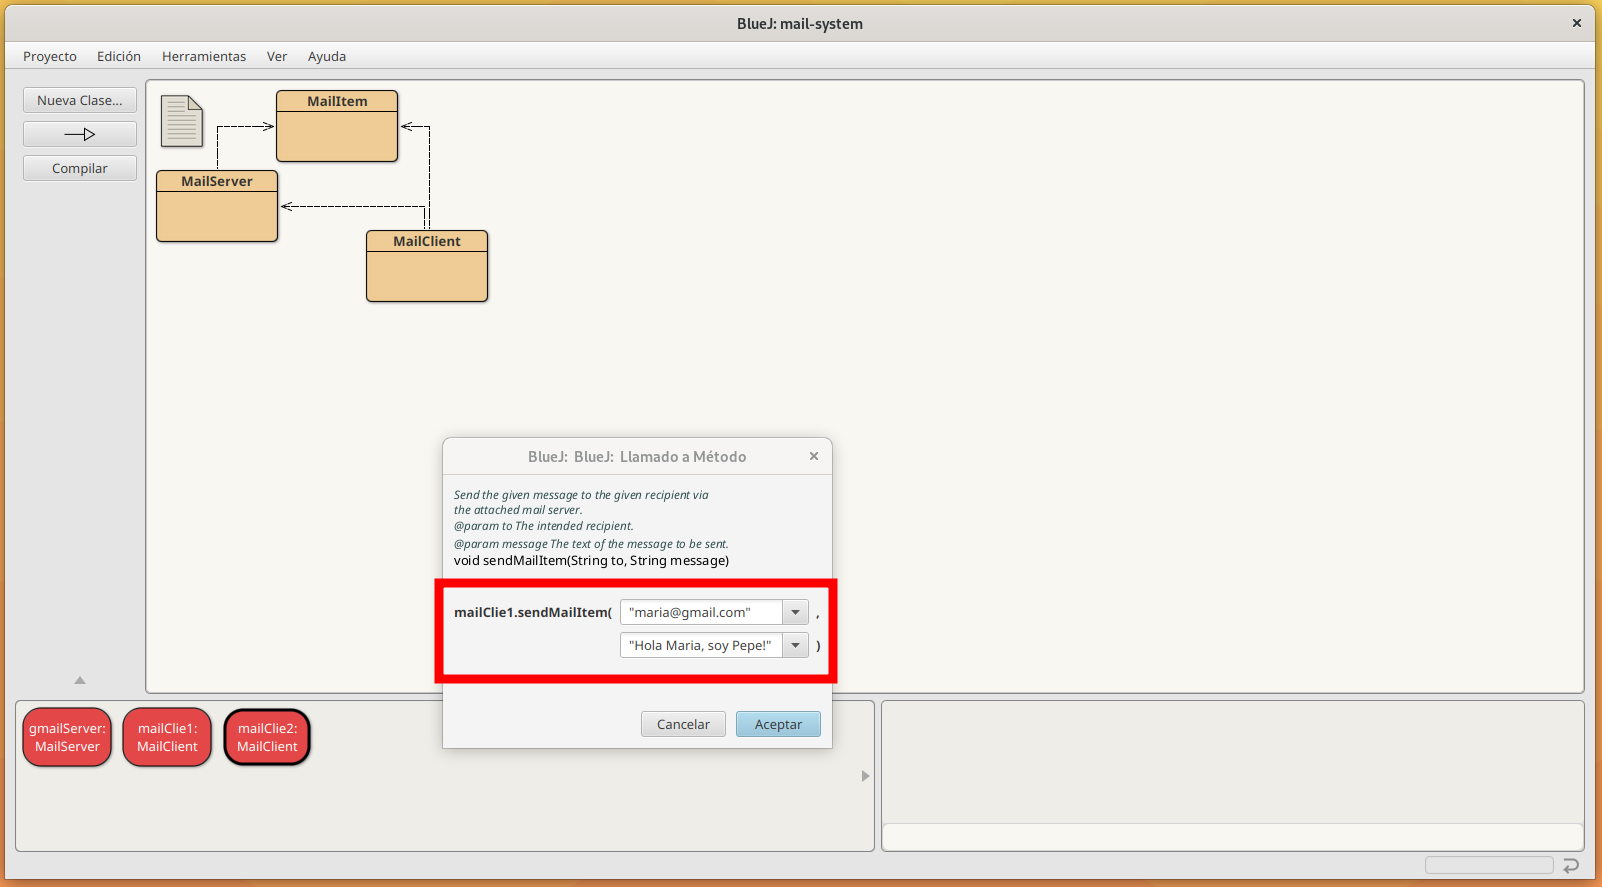 BlueJ: mail-system
Proyecto Edición Herramientas Ver Ayuda
Nueva Clase...
Compilar
MailItem
MailServer
MailClient
BlueJ: BlueJ: Llamado a Método
Send the given message to the given recipient via
the attached mail server.
@param to The intended recipient.
@param message The text of the message to be sent.
void sendMailItem(String to, String message)
mailClie1.sendMailItem( "maria@gmail.com" ,
"Hola Maria, soy Pepe!" )
Cancelar Aceptar
gmailServer:
MailServer
mailClie1:
MailClient
mailClie2:
MailClient